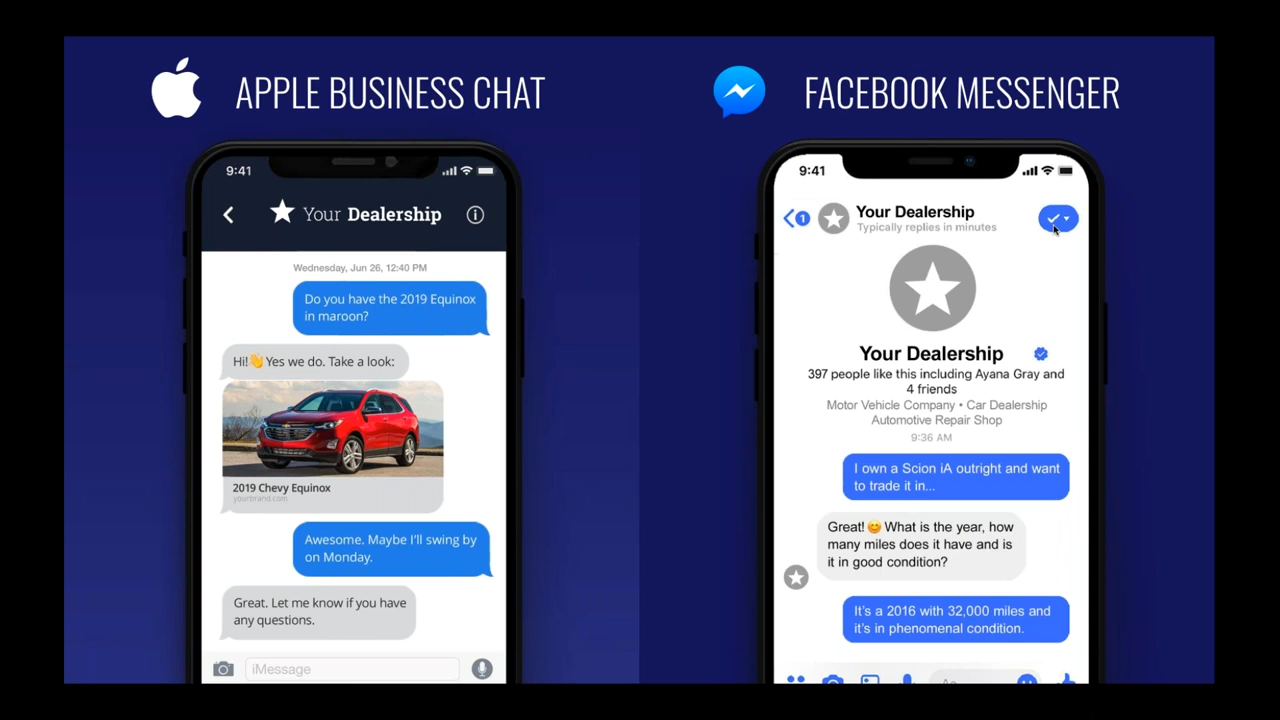 APPLE BUSINESS CHAT
9:41
Your Dealership
Wednesday, Jun 26, 12:40 PM
Do you have the 2019 Equinox
in maroon?
Hi!👋 Yes we do. Take a look:
2019 Chevy Equinox
yourbrand.com
Awesome. Maybe I'll swing by
on Monday.
Great. Let me know if you have
any questions.
iMessage
FACEBOOK MESSENGER
9:41
1
Your Dealership
Typically replies in minutes
Your Dealership
397 people like this including Ayana Gray and
4 friends
Motor Vehicle Company • Car Dealership
Automotive Repair Shop
9:36 AM
I own a Scion iA outright and want
to trade it in...
Great! 😊 What is the year, how
many miles does it have and is
it in good condition?
It's a 2016 with 32,000 miles and
it's in phenomenal condition.
Aa